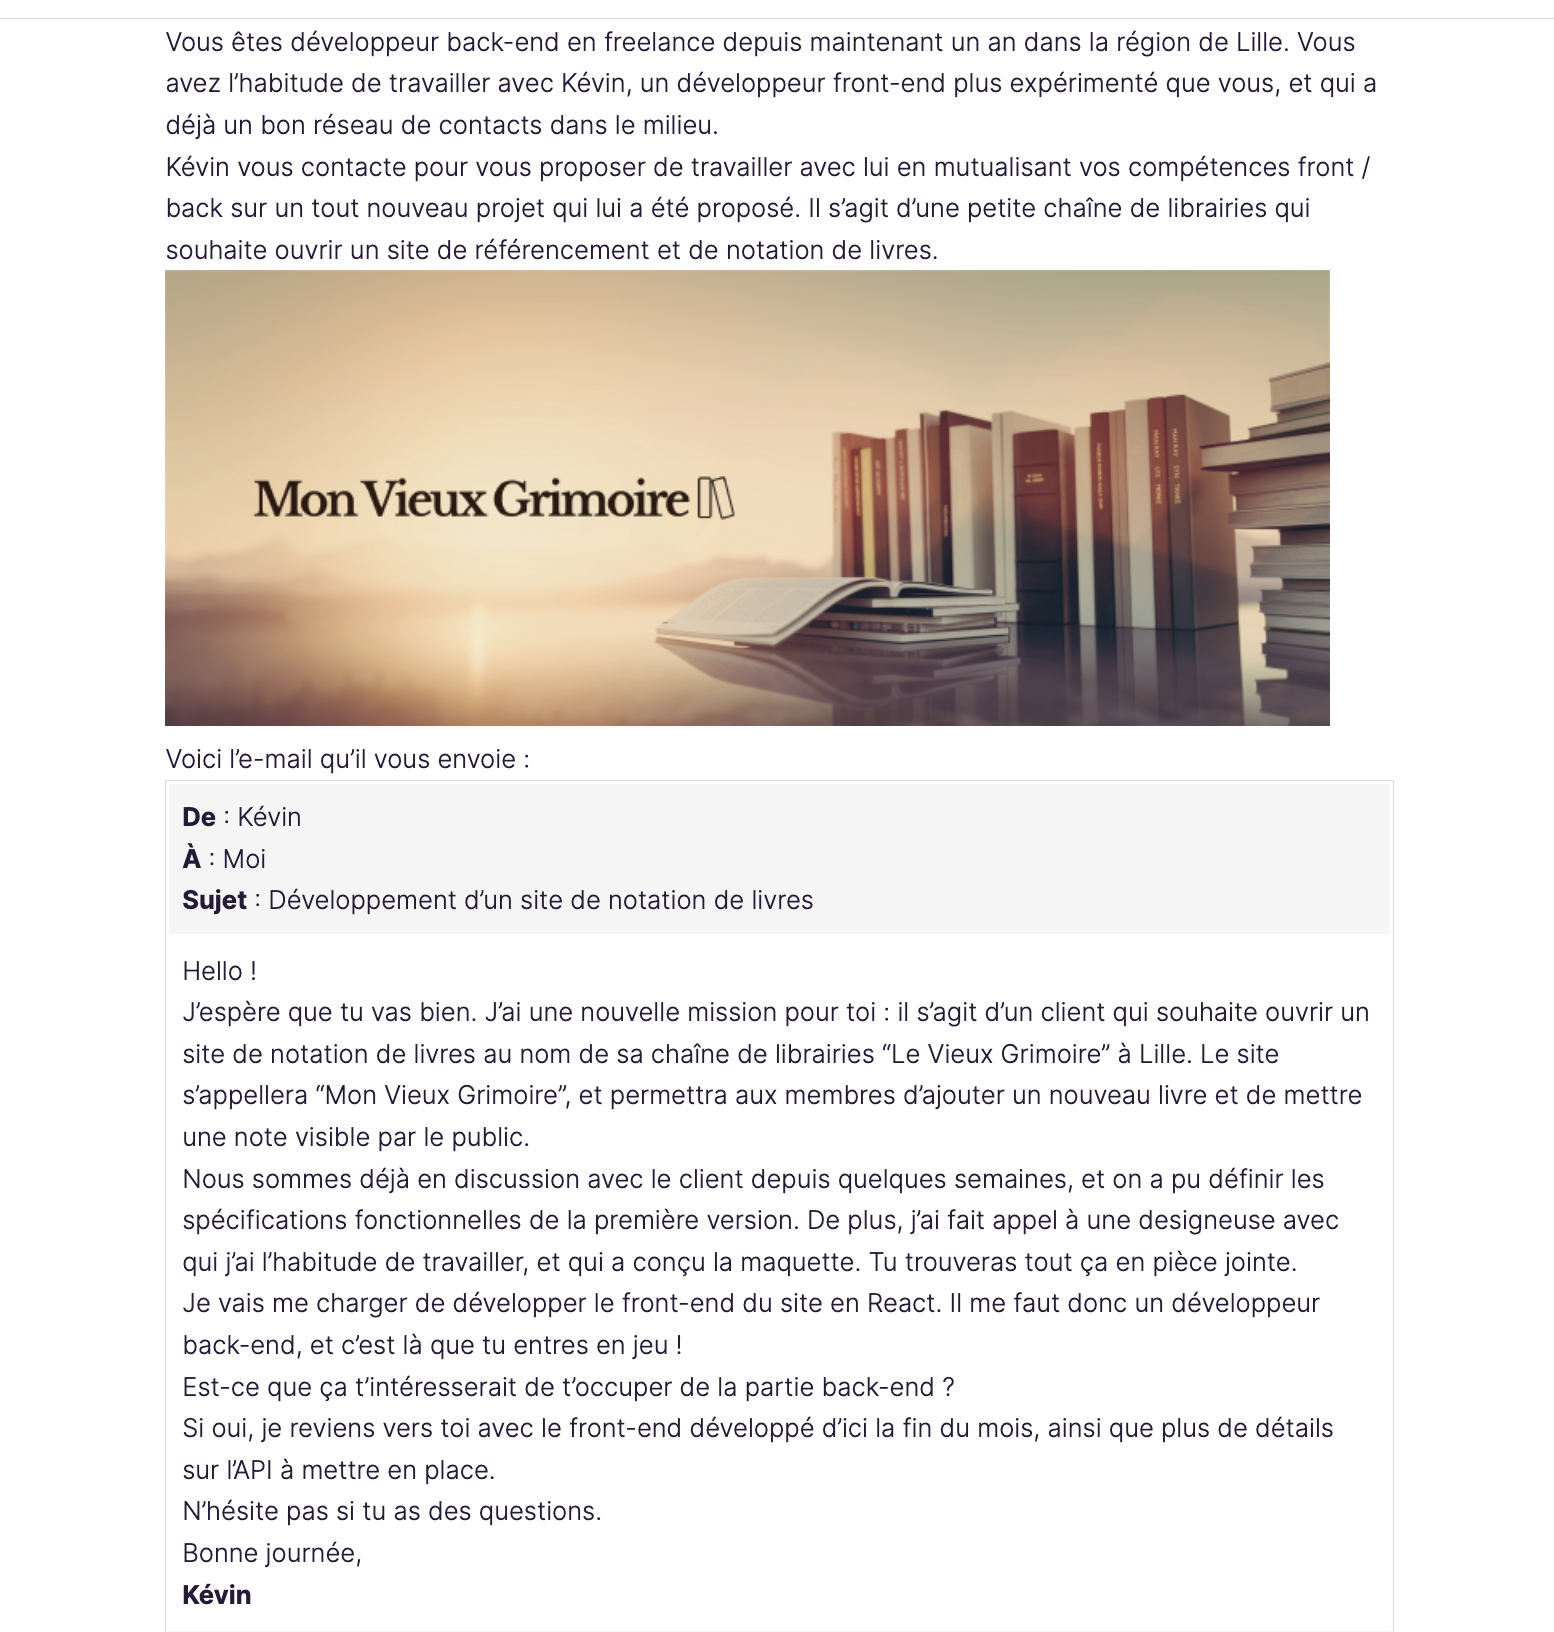 Vous êtes développeur back-end en freelance depuis maintenant un an dans la région de Lille. Vous
avez l’habitude de travailler avec Kévin, un développeur front-end plus expérimenté que vous, et qui a
déjà un bon réseau de contacts dans le milieu.
Kévin vous contacte pour vous proposer de travailler avec lui en mutualisant vos compétences front /
back sur un tout nouveau projet qui lui a été proposé. Il s’agit d’une petite chaîne de librairies qui
souhaite ouvrir un site de référencement et de notation de livres.
Mon Vieux Grimoire
Voici l’e-mail qu’il vous envoie :
De : Kévin
À : Moi
Sujet : Développement d’un site de notation de livres
Hello !
J’espère que tu vas bien. J’ai une nouvelle mission pour toi : il s’agit d’un client qui souhaite ouvrir un
site de notation de livres au nom de sa chaîne de librairies “Le Vieux Grimoire” à Lille. Le site
s’appellera “Mon Vieux Grimoire”, et permettra aux membres d’ajouter un nouveau livre et de mettre
une note visible par le public.
Nous sommes déjà en discussion avec le client depuis quelques semaines, et on a pu définir les
spécifications fonctionnelles de la première version. De plus, j’ai fait appel à une designeuse avec
qui j’ai l’habitude de travailler, et qui a conçu la maquette. Tu trouveras tout ça en pièce jointe.
Je vais me charger de développer le front-end du site en React. Il me faut donc un développeur
back-end, et c’est là que tu entres en jeu !
Est-ce que ça t’intéresserait de t’occuper de la partie back-end ?
Si oui, je reviens vers toi avec le front-end développé d’ici la fin du mois, ainsi que plus de détails
sur l’API à mettre en place.
N’hésite pas si tu as des questions.
Bonne journée,
Kévin